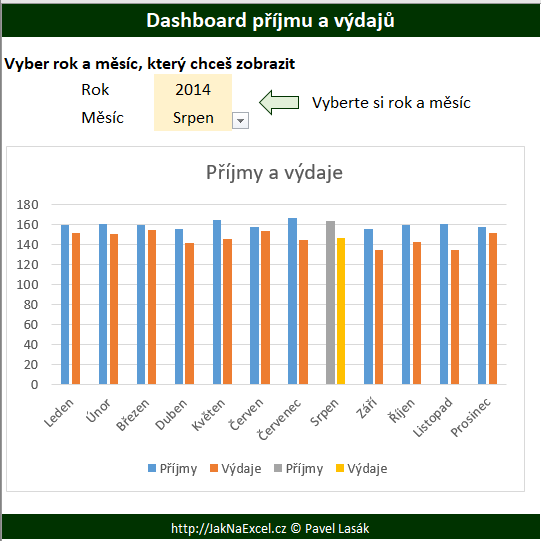 Dashboard příjmu a výdajů
Vyber rok a měsíc, který chceš zobrazit
Rok 2014
Měsíc Srpen
Vyberte si rok a měsíc
Příjmy a výdaje
180
160
140
120
100
80
60
40
20
0
Leden Únor Březen Duben Květen Červen Červenec Srpen Září Říjen Listopad Prosinec
Příjmy Výdaje Příjmy Výdaje
http://JakNaExcel.cz © Pavel Lasák